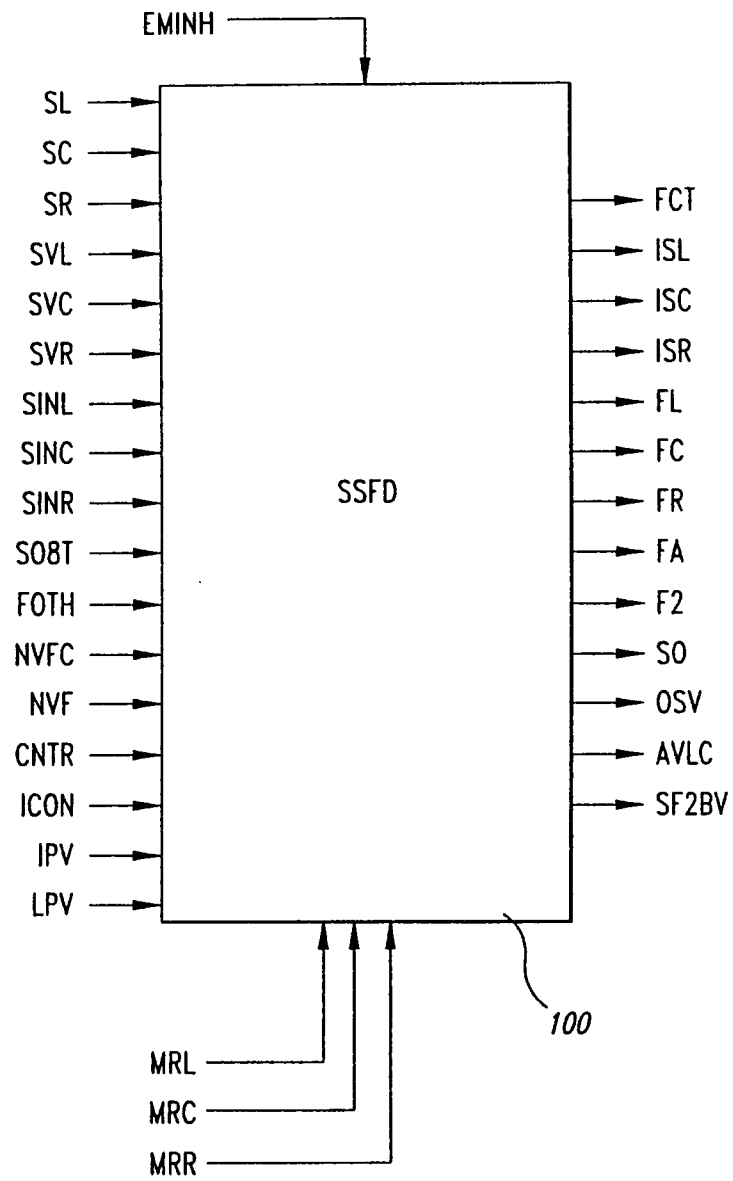 EMINH
SL
SC
SR
SVL
SVC
SVR
SINL
SINC
SINR
SO8T
FOTH
NVFC
NVF
CNTR
ICON
IPV
LPV
SSFD
FCT
ISL
ISC
ISR
FL
FC
FR
FA
F2
SO
OSV
AVLC
SF2BV
100
MRL
MRC
MRR